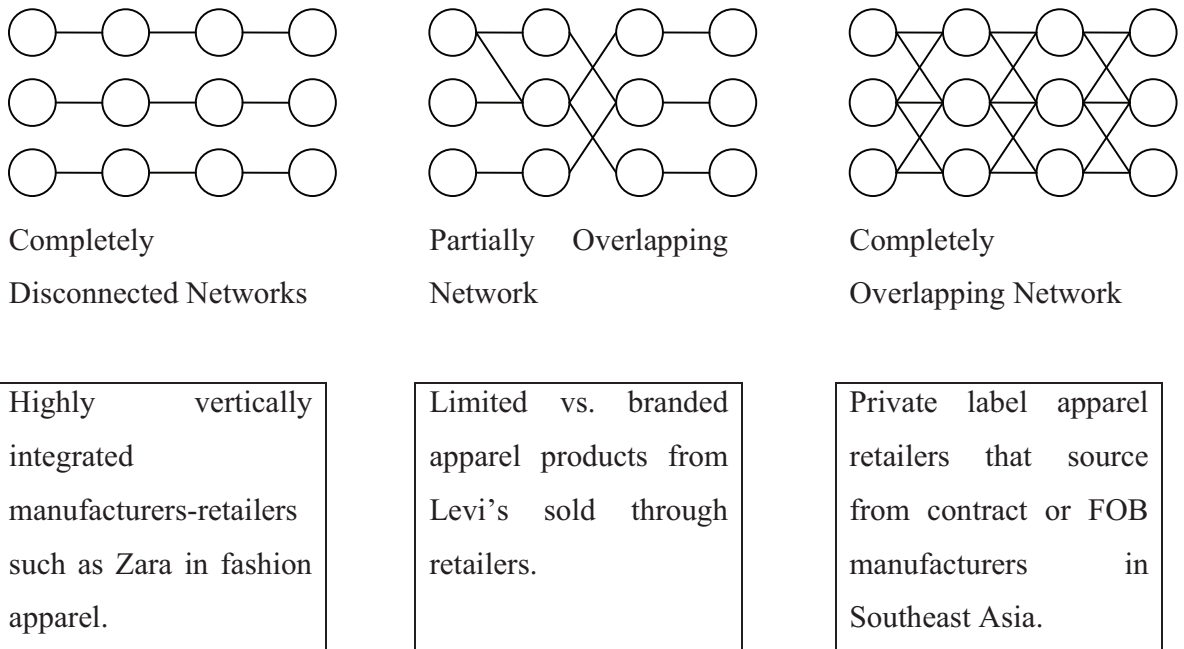 Completely
Disconnected Networks
Partially Overlapping
Network
Completely
Overlapping Network
Highly vertically
integrated
manufacturers-retailers
such as Zara in fashion
apparel.
Limited vs. branded
apparel products from
Levi's sold through
retailers.
Private label apparel
retailers that source
from contract or FOB
manufacturers in
Southeast Asia.